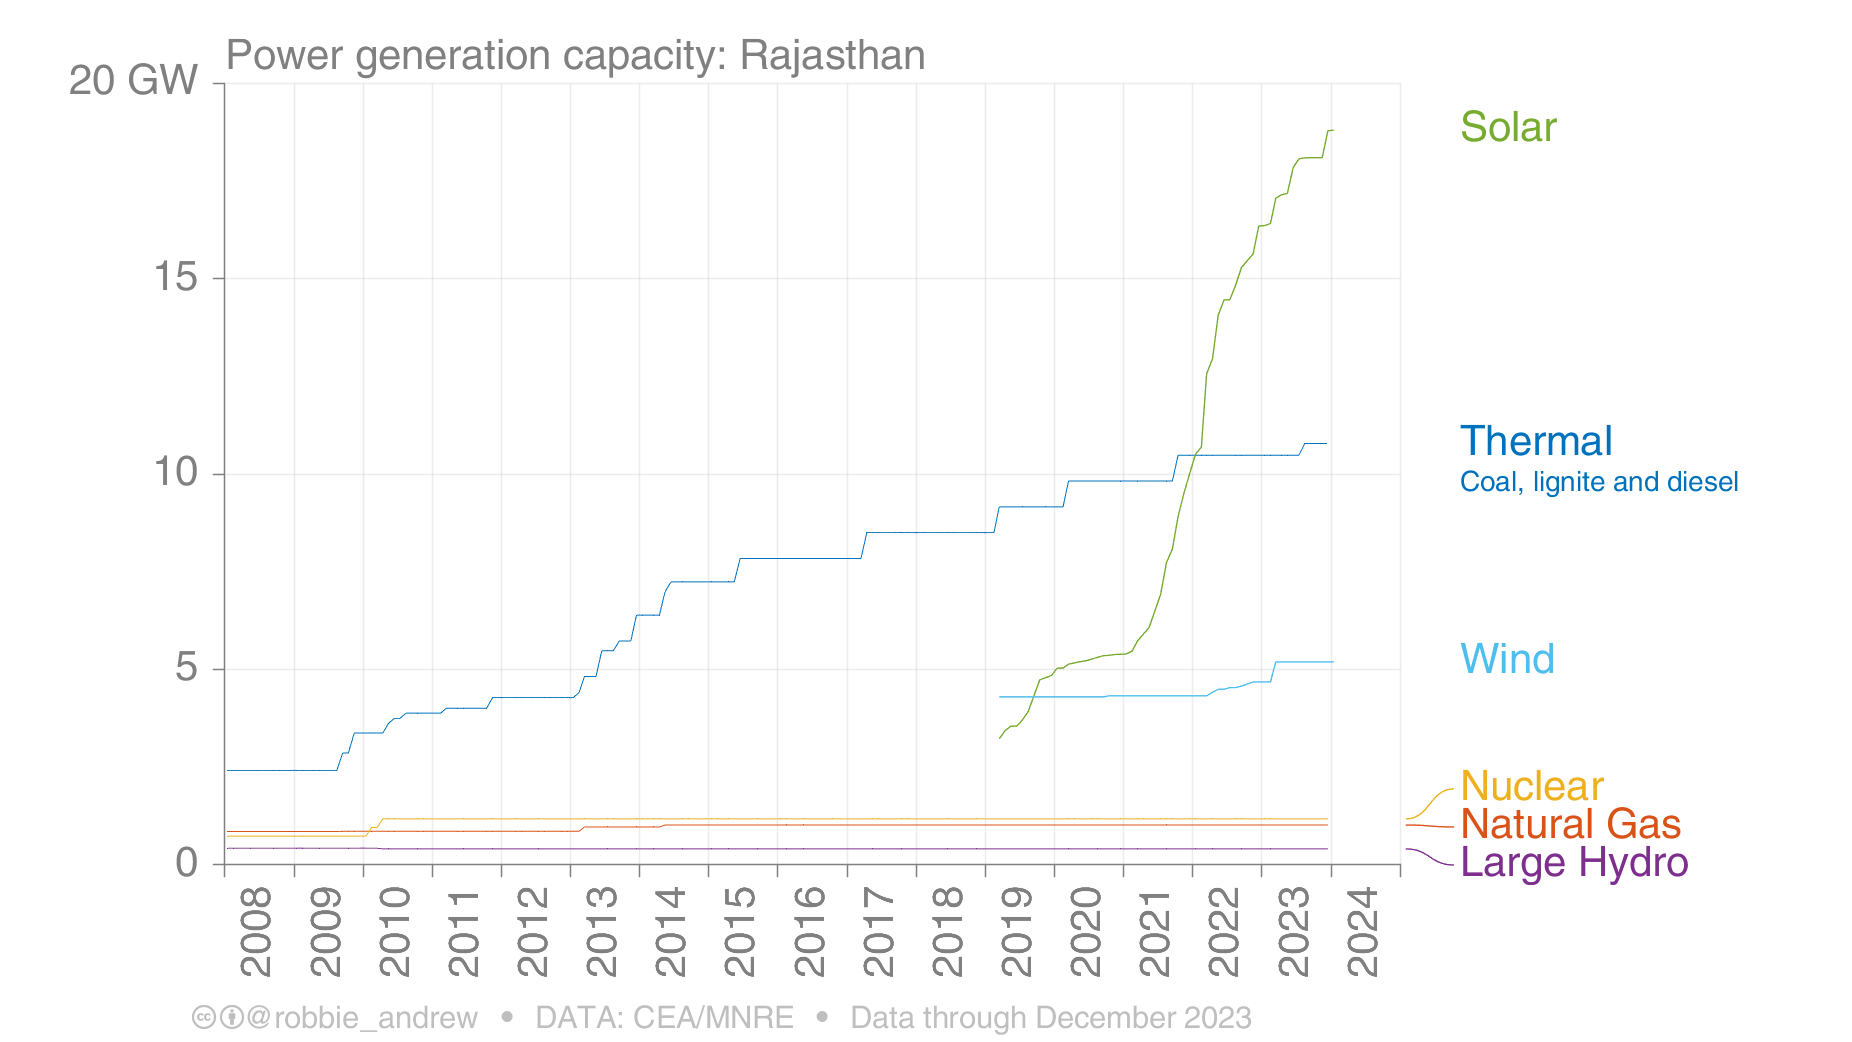 Power generation capacity: Rajasthan
20 GW
15
10
5
0
Solar
Thermal
Coal, lignite and diesel
Wind
Nuclear
Natural Gas
Large Hydro
2008 2009 2010 2011 2012 2013 2014 2015 2016 2017 2018 2019 2020 2021 2022 2023 2024
cc @robbie_andrew • DATA: CEA/MNRE • Data through December 2023